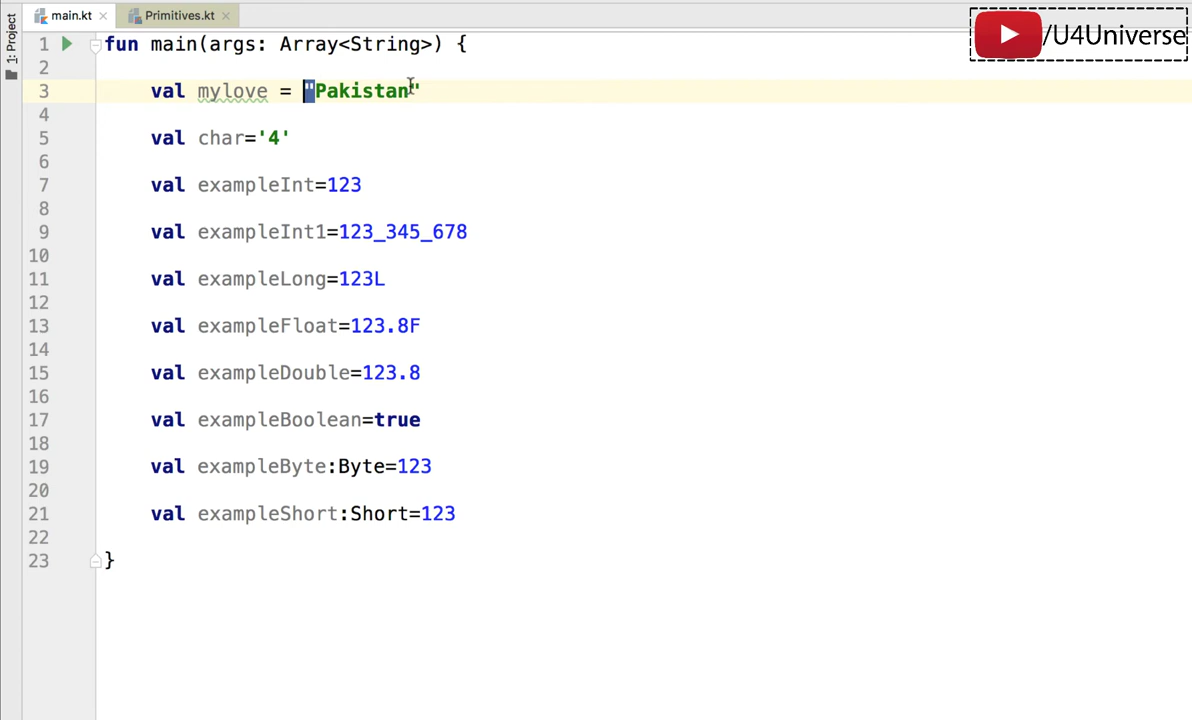 main.kt
Primitives.kt
/U4Universe
1: Project
1 fun main(args: Array<String>) {
2
3 val mylove = "Pakistan"
4
5 val char='4'
6
7 val exampleInt=123
8
9 val exampleInt1=123_345_678
10
11 val exampleLong=123L
12
13 val exampleFloat=123.8F
14
15 val exampleDouble=123.8
16
17 val exampleBoolean=true
18
19 val exampleByte:Byte=123
20
21 val exampleShort:Short=123
22
23 }